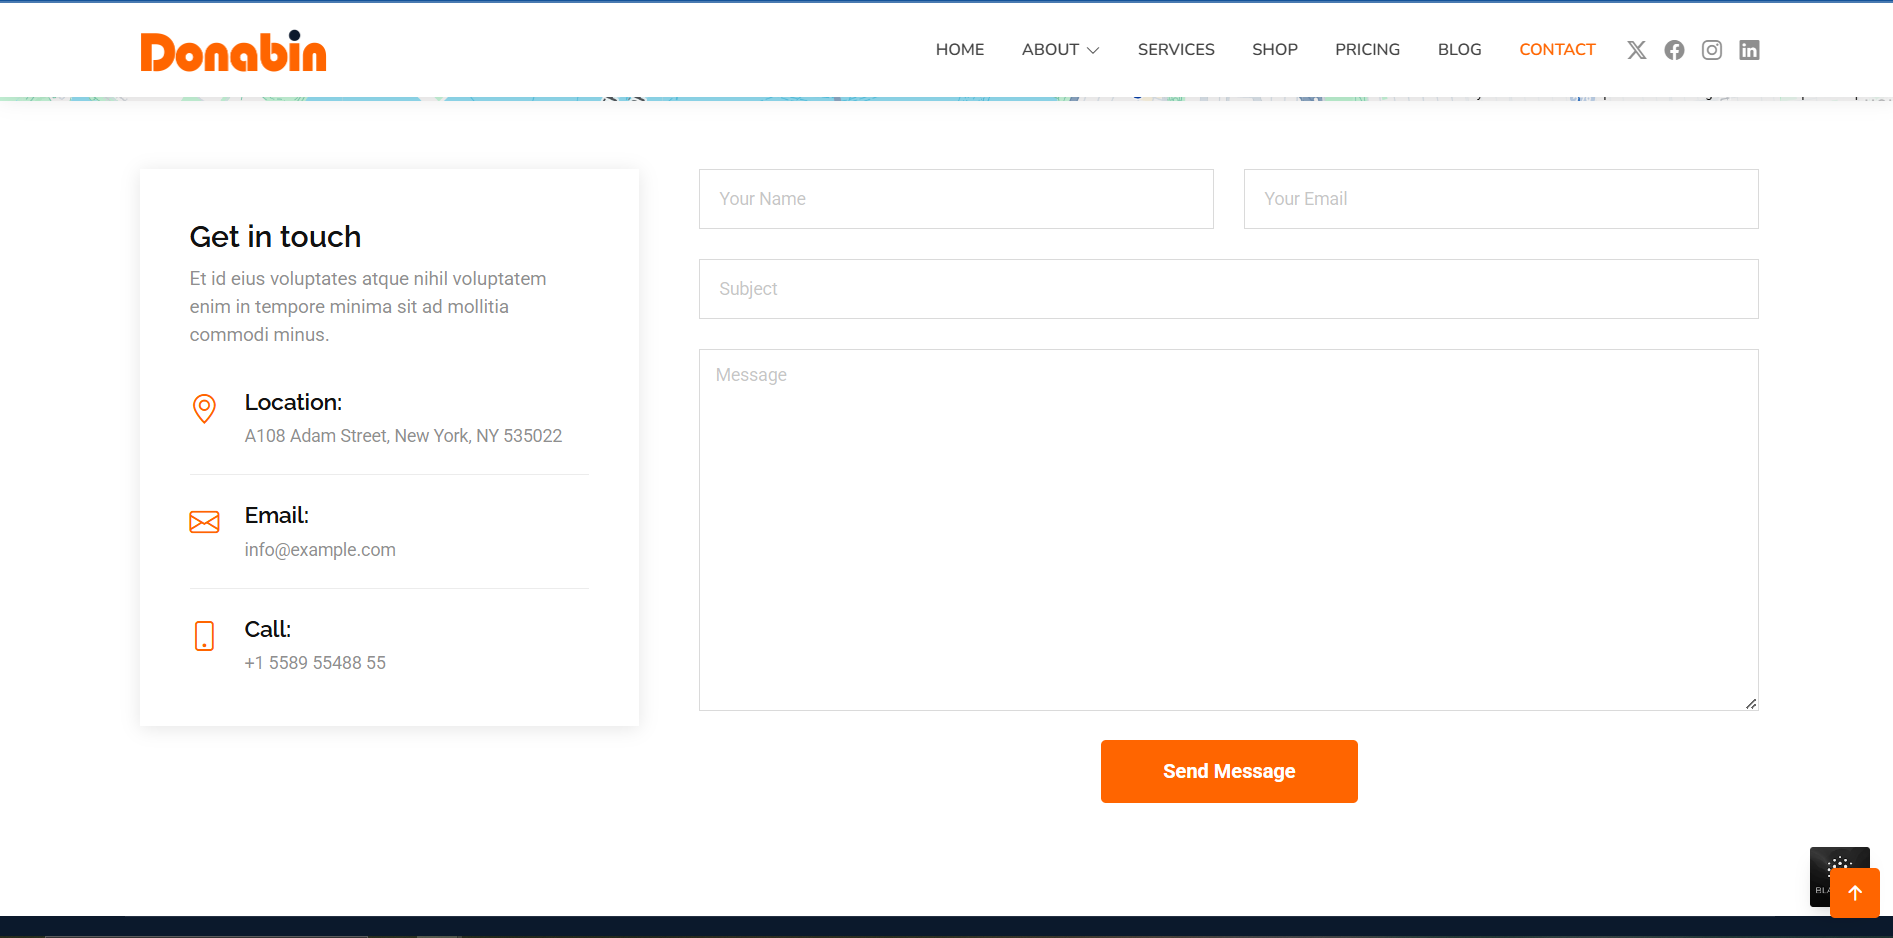 Donabin
HOME ABOUT SERVICES SHOP PRICING BLOG CONTACT
Get in touch
Et id eius voluptates atque nihil voluptatem
enim in tempore minima sit ad mollitia
commodi minus.
Location:
A108 Adam Street, New York, NY 535022
Email:
info@example.com
Call:
+1 5589 55488 55
Your Name
Your Email
Subject
Message
Send Message